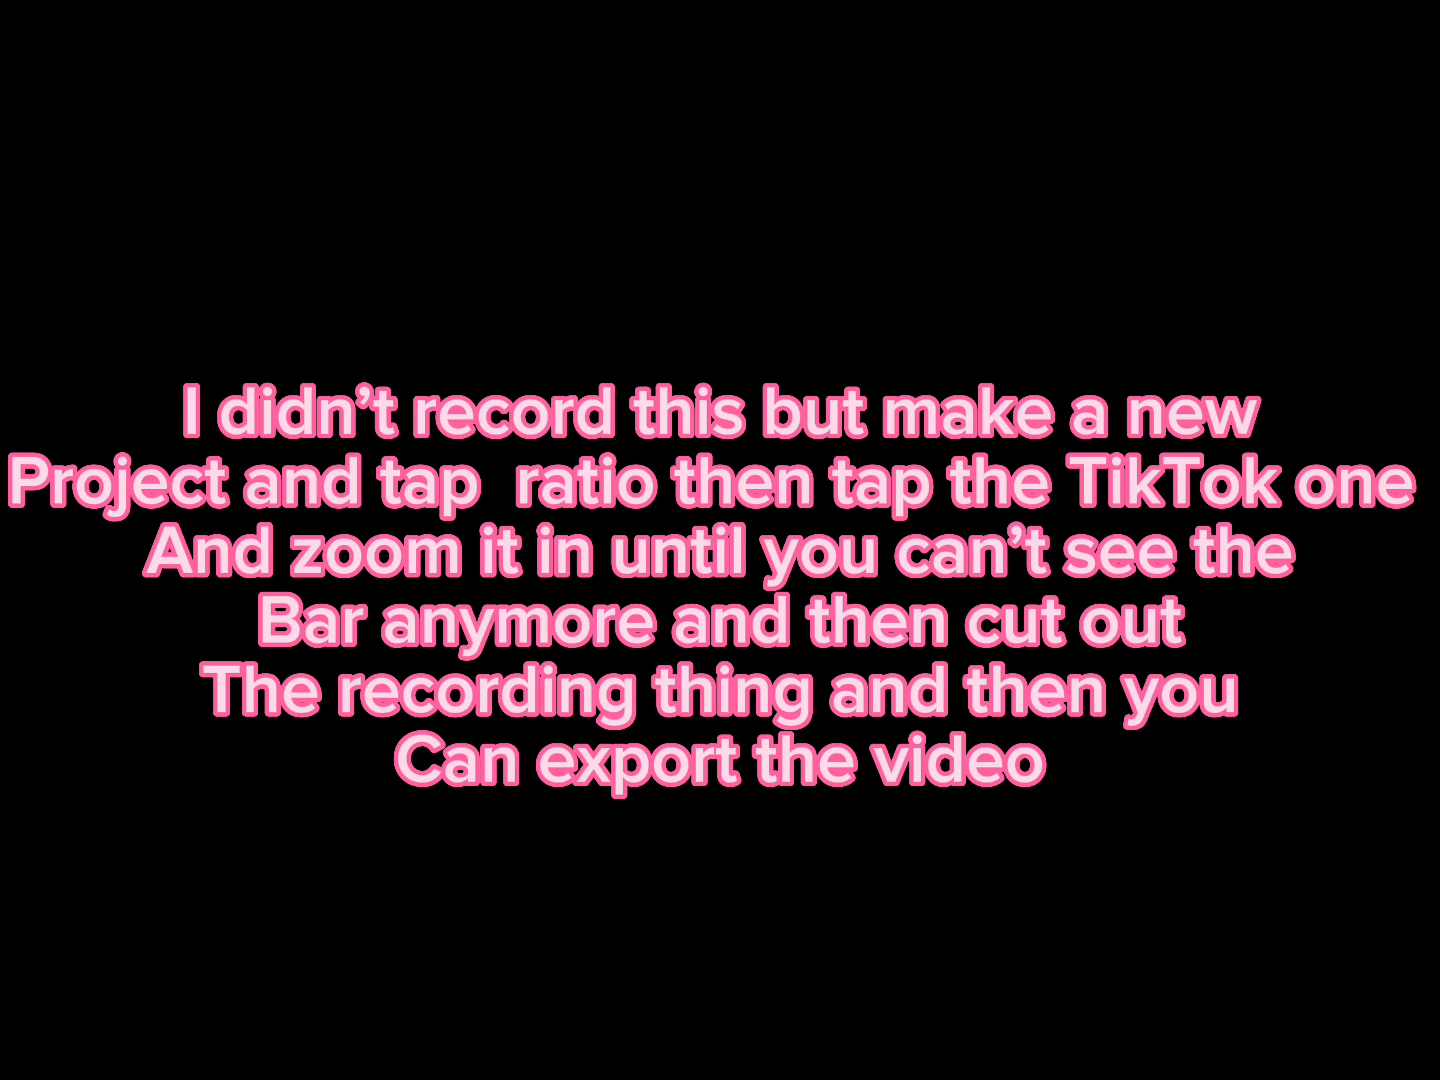 I didn’t record this but make a new
Project and tap  ratio then tap the TikTok one
And zoom it in until you can’t see the
Bar anymore and then cut out
The recording thing and then you
Can export the video